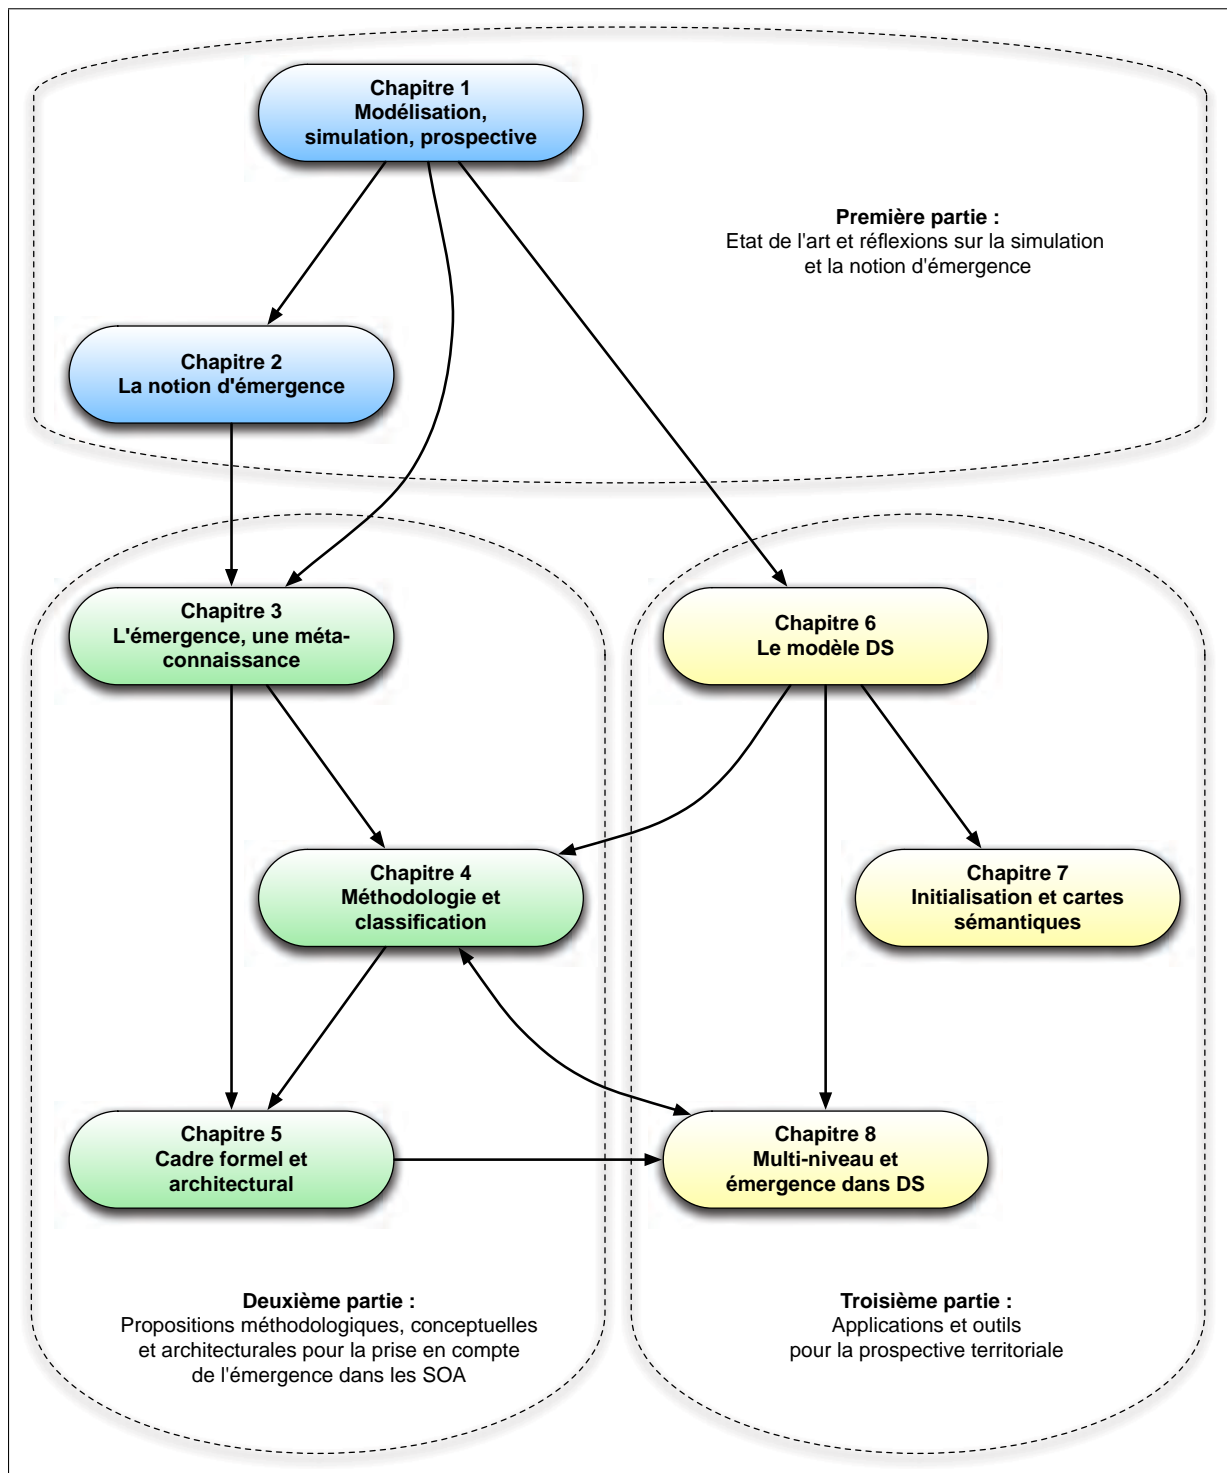 Chapitre 1
Modélisation,
simulation, prospective
Première partie :
Etat de l'art et réflexions sur la simulation
et la notion d'émergence
Chapitre 2
La notion d'émergence
Chapitre 3
L'émergence, une méta-
connaissance
Chapitre 6
Le modèle DS
Chapitre 4
Méthodologie et
classification
Chapitre 7
Initialisation et cartes
sémantiques
Chapitre 5
Cadre formel et
architectural
Chapitre 8
Multi-niveau et
émergence dans DS
Deuxième partie :
Propositions méthodologiques, conceptuelles
et architecturales pour la prise en compte
de l'émergence dans les SOA
Troisième partie :
Applications et outils
pour la prospective territoriale